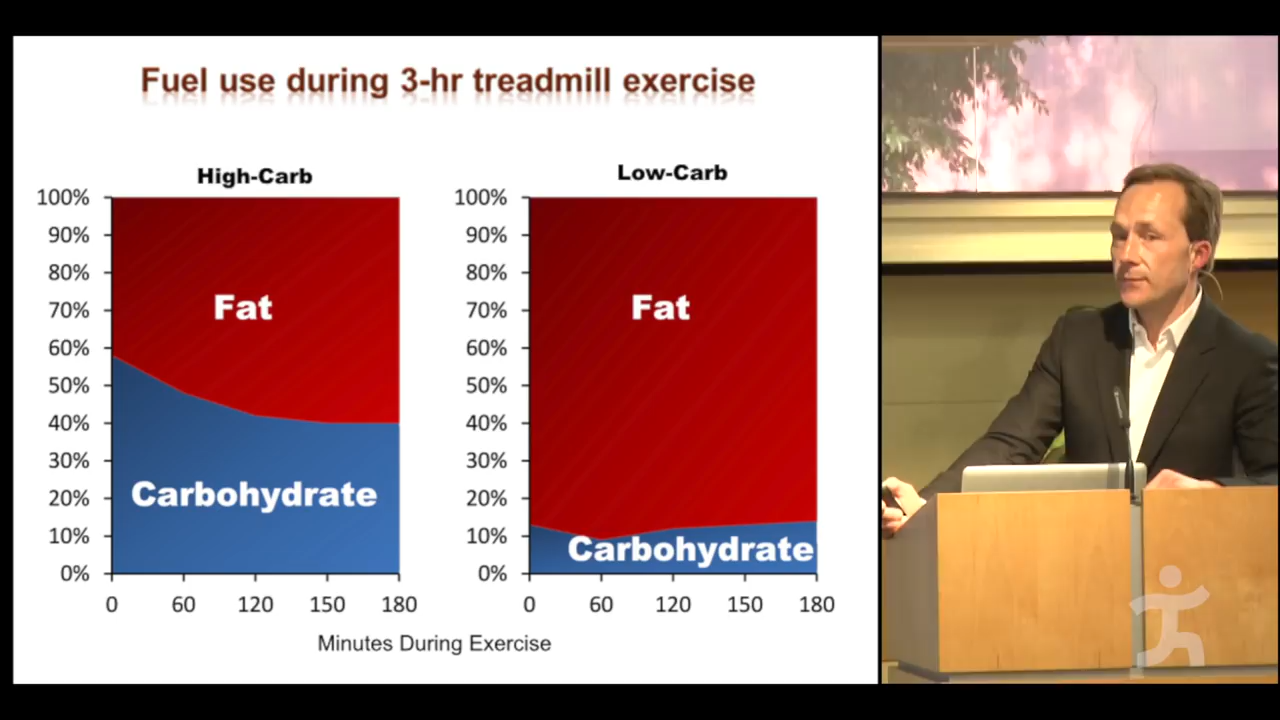 Fuel use during 3-hr treadmill exercise
High-Carb
100%
90%
80%
70%
60%
50%
40%
30%
20%
10%
0%
Fat
Carbohydrate
0 60 120 150 180
Low-Carb
100%
90%
80%
70%
60%
50%
40%
30%
20%
10%
0%
Fat
Carbohydrate
0 60 120 150 180
Minutes During Exercise